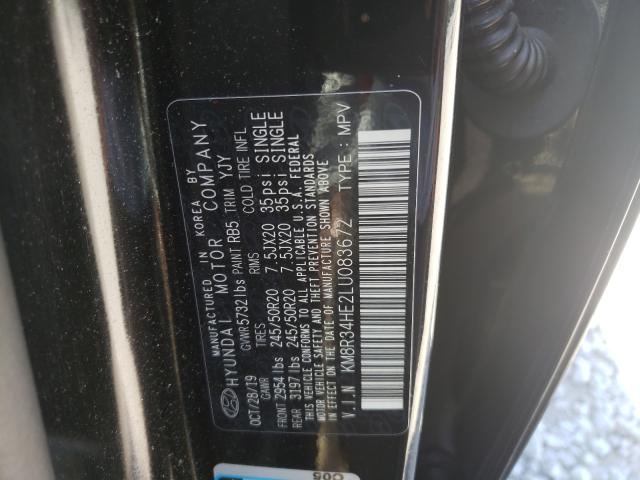 MANUFACTURED IN KOREA BY
HYUNDAI MOTOR COMPANY
OCT/28/19 GVWR 5732 lbs PAINT RB5 TRIM YJY
GAWR TIRES RIMS COLD TIRE INFL
FRONT 2954 lbs 245/50R20 7.5JX20 35psi SINGLE
REAR 3197 lbs 245/50R20 7.5JX20 35psi SINGLE
THIS VEHICLE CONFORMS TO ALL APPLICABLE U.S. FEDERAL
MOTOR VEHICLE SAFETY BUMPER, AND THEFT PREVENTION STANDARDS
IN EFFECT ON THE DATE OF MANUFACTURE SHOWN ABOVE
V.I.N KM8R34HE2LU083672 TYPE : MPV
C05